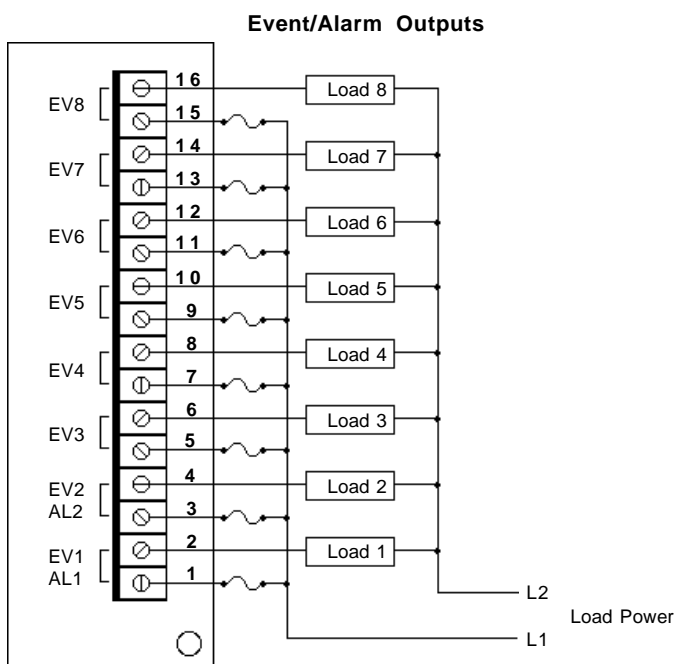 Event/Alarm Outputs
16
Load 8
EV8
15
14
Load 7
EV7
13
12
Load 6
EV6
11
10
Load 5
EV5
9
8
Load 4
EV4
7
6
Load 3
EV3
5
4
Load 2
EV2
AL2
3
2
Load 1
EV1
AL1
1
L2
Load Power
L1